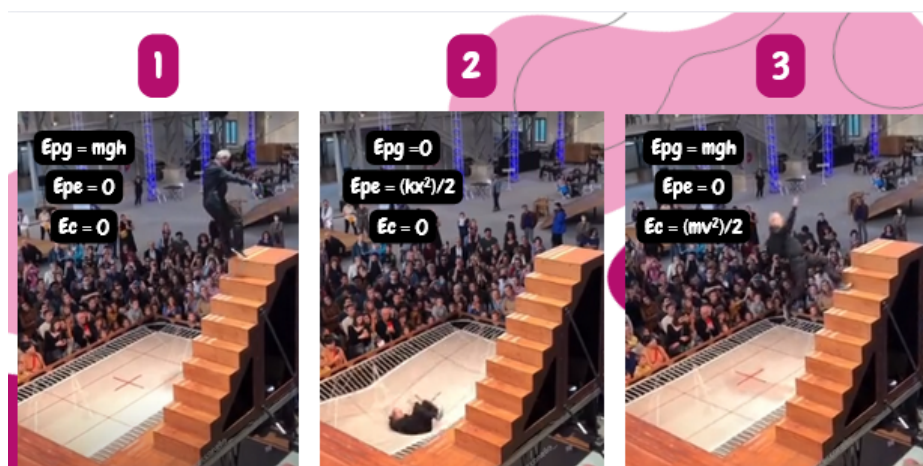 1
Epg = mgh
Epe = 0
Ec = 0
2
Epg =0
Epe = (kx²)/2
Ec = 0
3
Epg = mgh
Epe = 0
Ec = (mv²)/2